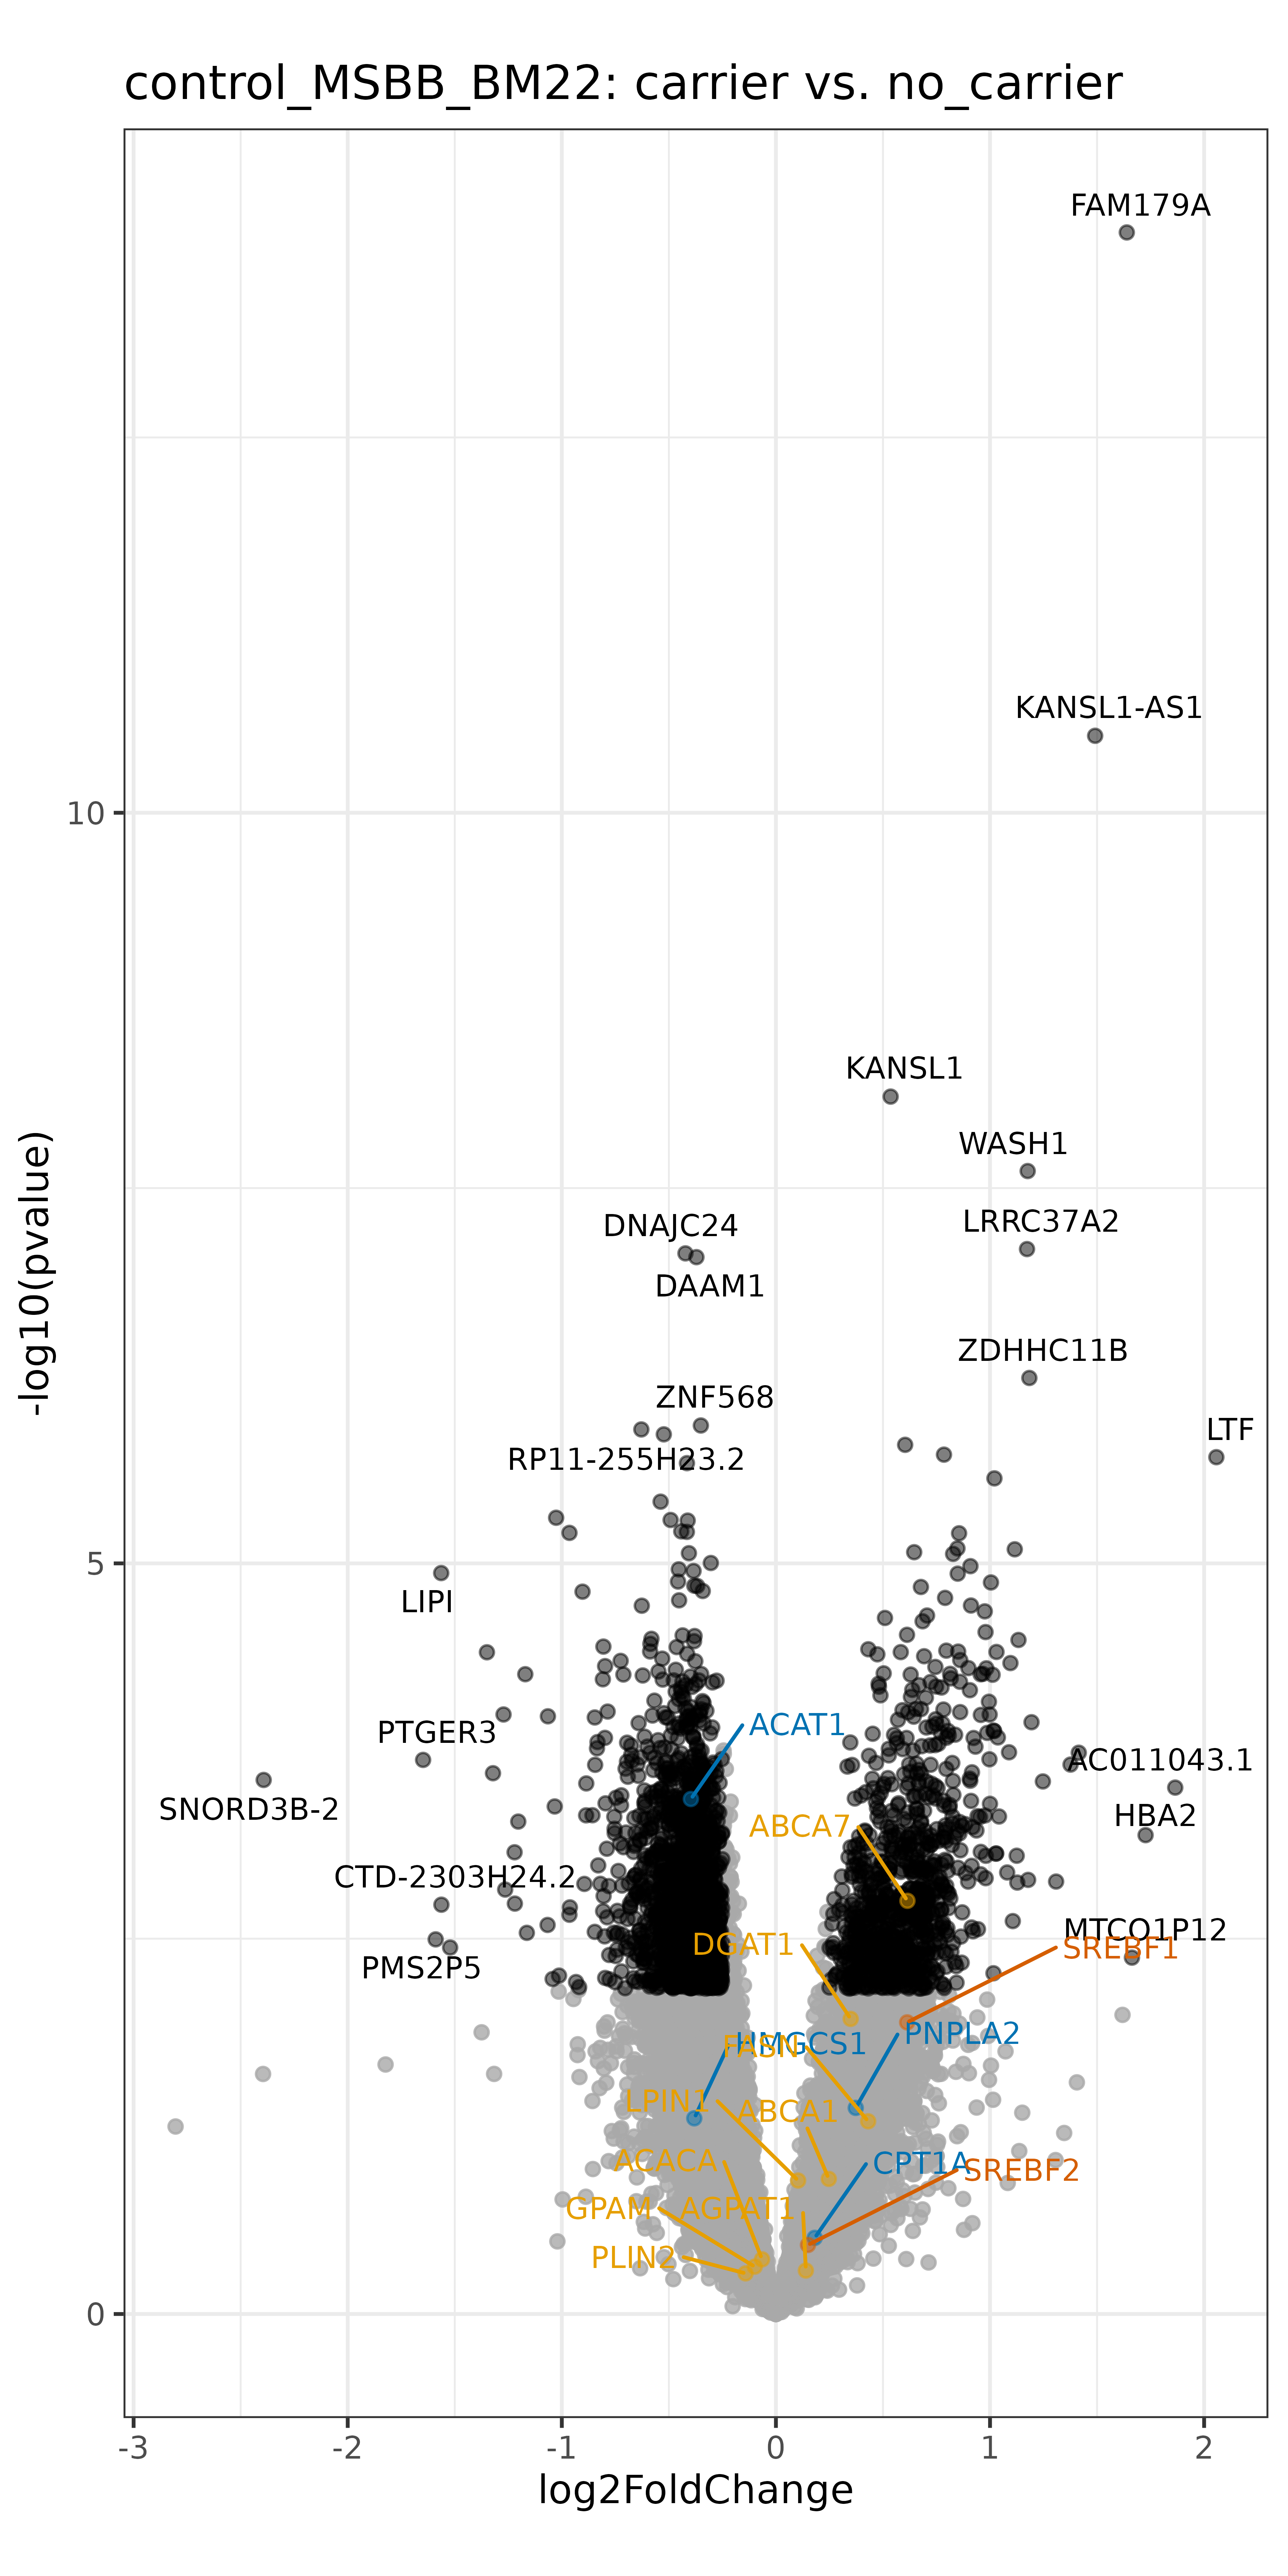 control_MSBB_BM22: carrier vs. no_carrier
FAM179A
KANSL1-AS1
10
KANSL1
WASH1
LRRC37A2
DNAJC24
DAAM1
ZDHHC11B
ZNF568
LTF
RP11-255H23.2
5
LIPI
ACAT1
PTGER3
AC011043.1
SNORD3B-2
HBA2
ABCA7
CTD-2303H24.2
MTCO1P12
DGAT1
SREBF1
PMS2P5
PNPLA2
HMGCS1
FASN
LPIN1
ABCA1
ACACA
CPT1A
SREBF2
GPAM
AGPAT1
PLIN2
0
-3 -2 -1 0 1 2
log2FoldChange
-log10(pvalue)